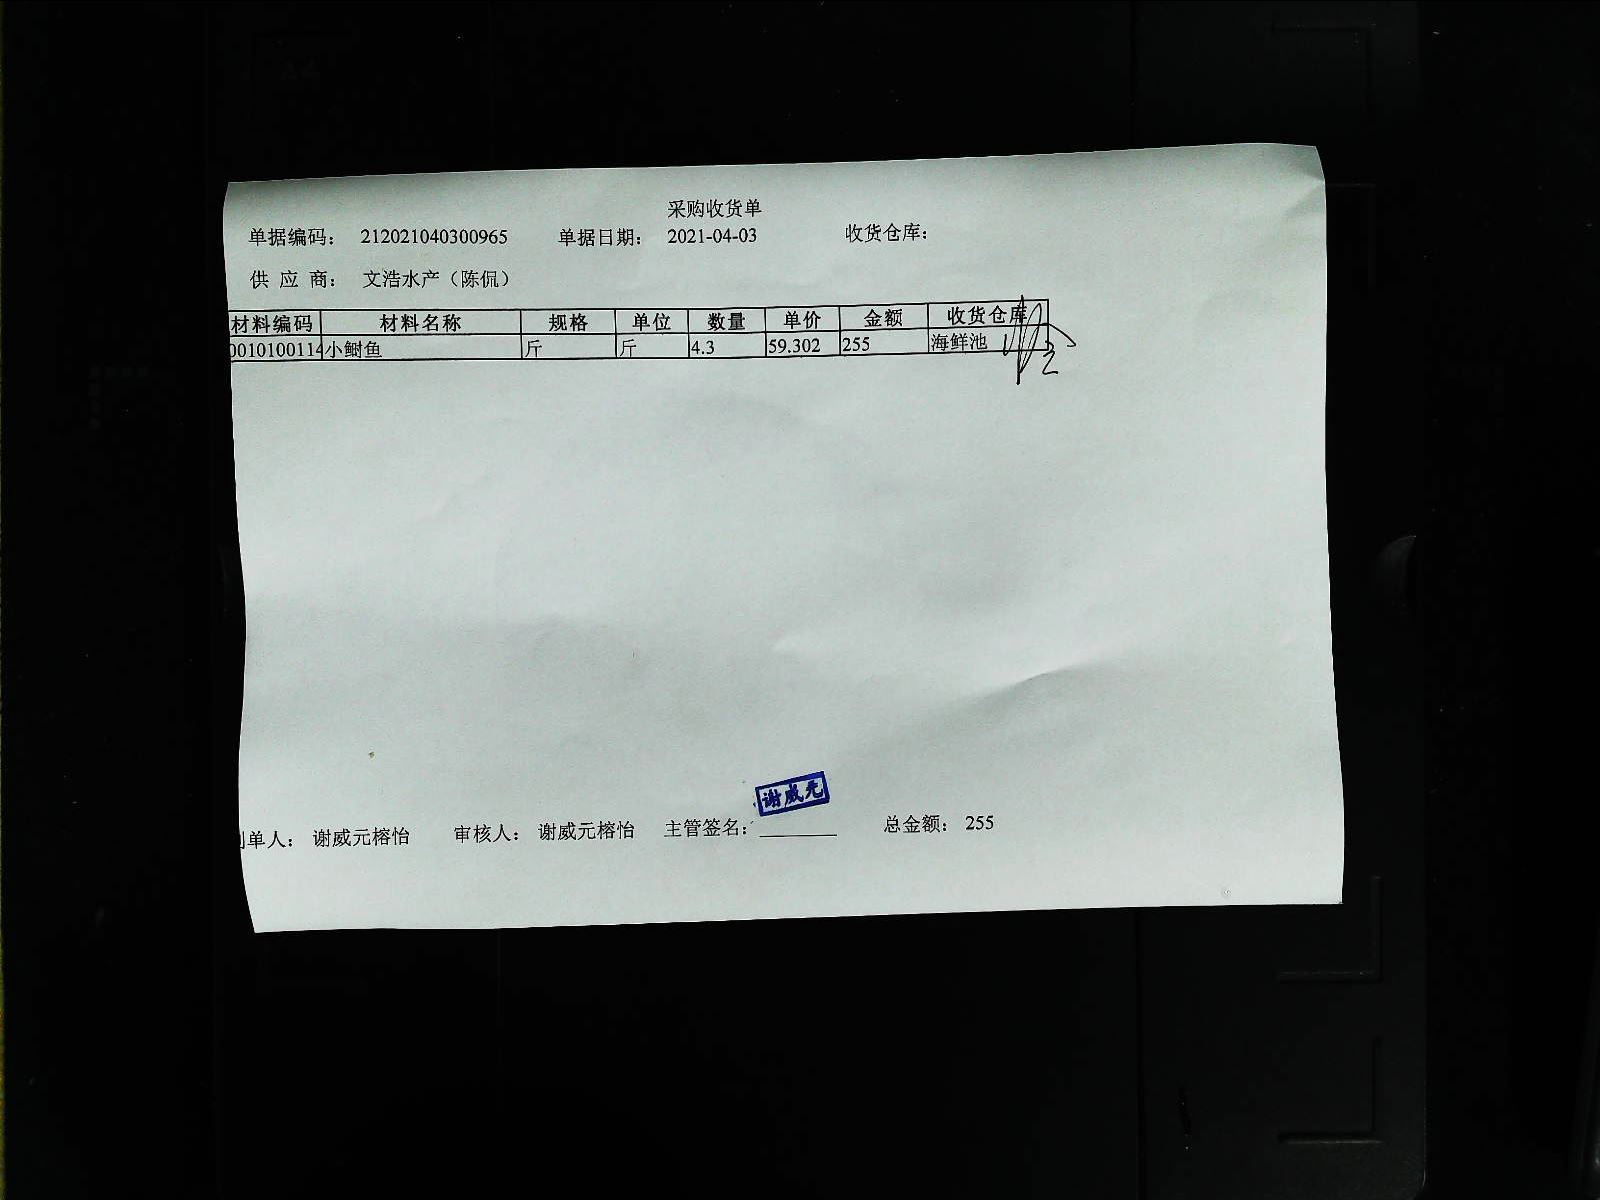 采购收货单
单据编码： 212021040300965 单据日期： 2021-04-03 收货仓库：
供 应 商： 文浩水产（陈侃）
材料编码 材料名称 规格 单位 数量 单价 金额 收货仓库
0010100114 小鲥鱼 斤 斤 4.3 59.302 255 海鲜池
谢威元
制单人： 谢威元榕怡 审核人： 谢威元榕怡 主管签名： 总金额： 255